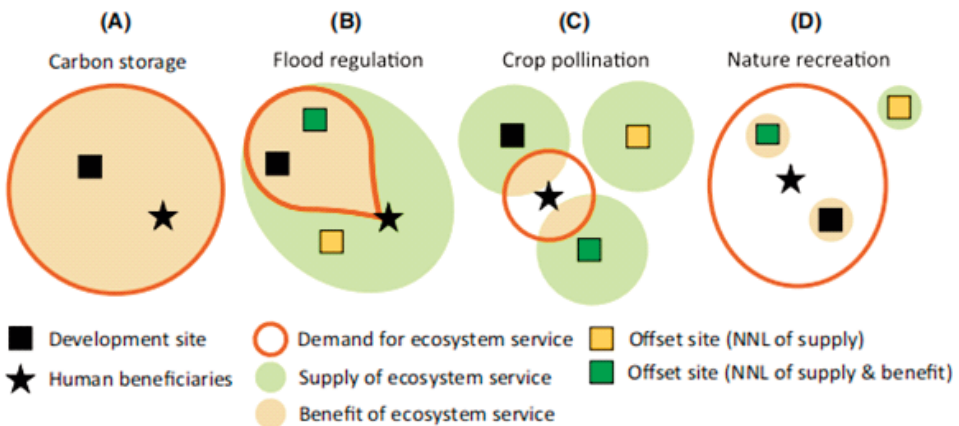 (A)
Carbon storage
(B)
Flood regulation
(C)
Crop pollination
(D)
Nature recreation
Development site
Human beneficiaries
Demand for ecosystem service
Supply of ecosystem service
Benefit of ecosystem service
Offset site (NNL of supply)
Offset site (NNL of supply & benefit)